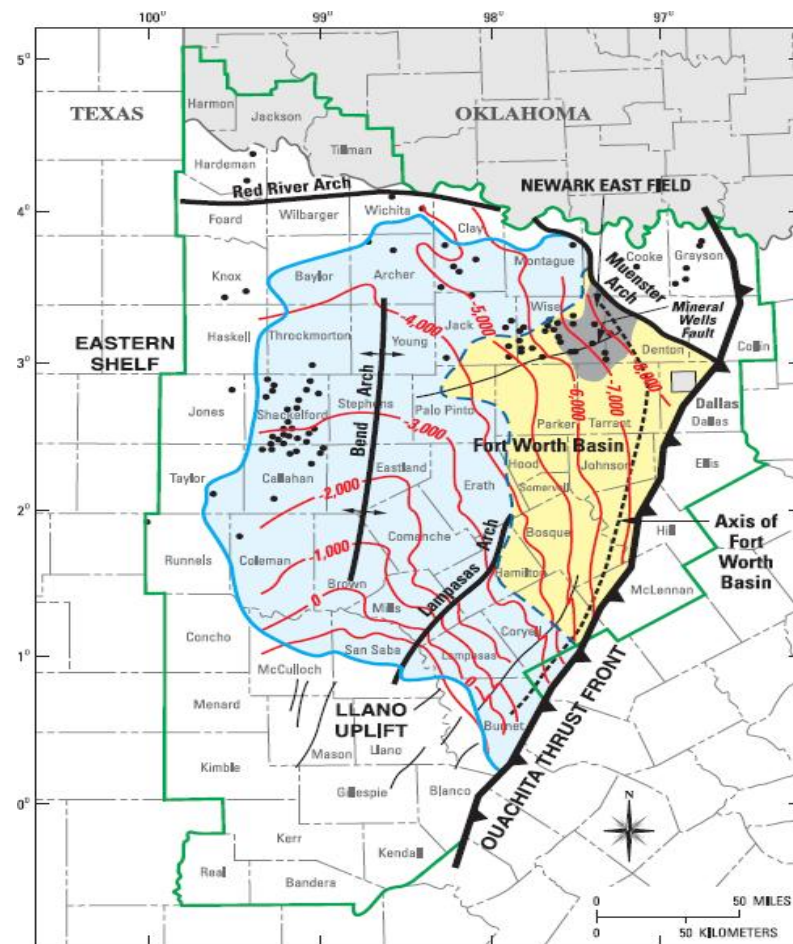 100°
99°
98°
97°
5°
TEXAS
OKLAHOMA
Harmon
Jackson
Tillman
Hardeman
Red River Arch
NEWARK EAST FIELD
4°
Foard
Wilbarger
Wichita
Clay
Montague
Cooke
Grayson
Knox
Baylor
Archer
Muenster
Arch
-4,000
-5,000
Jack
Wise
Mineral
Wells
Fault
Haskell
Throckmorton
Young
Denton
Collin
EASTERN
SHELF
3°
-6,000
-7,000
-8,000
Jones
Shackelford
Stephens
Palo Pinto
Parker
Tarrant
Dallas
Dallas
-3,000
Bend Arch
Fort Worth Basin
Taylor
Callahan
Eastland
Erath
Hood
Johnson
Ellis
Somervell
-2,000
2°
Axis of
Fort Worth
Basin
Runnels
Coleman
-1,000
Comanche
Bosque
Hill
Brown
Lampasas Arch
Hamilton
McLennan
0
Mills
Concho
Coryell
1°
San Saba
Lampasas
McCulloch
0
Menard
LLANO
UPLIFT
Burnet
Mason
Llano
OUACHITA THRUST FRONT
Kimble
Gillespie
Blanco
0°
N
Kerr
Kendall
Real
Bandera
0
50 MILES
0
50 KILOMETERS